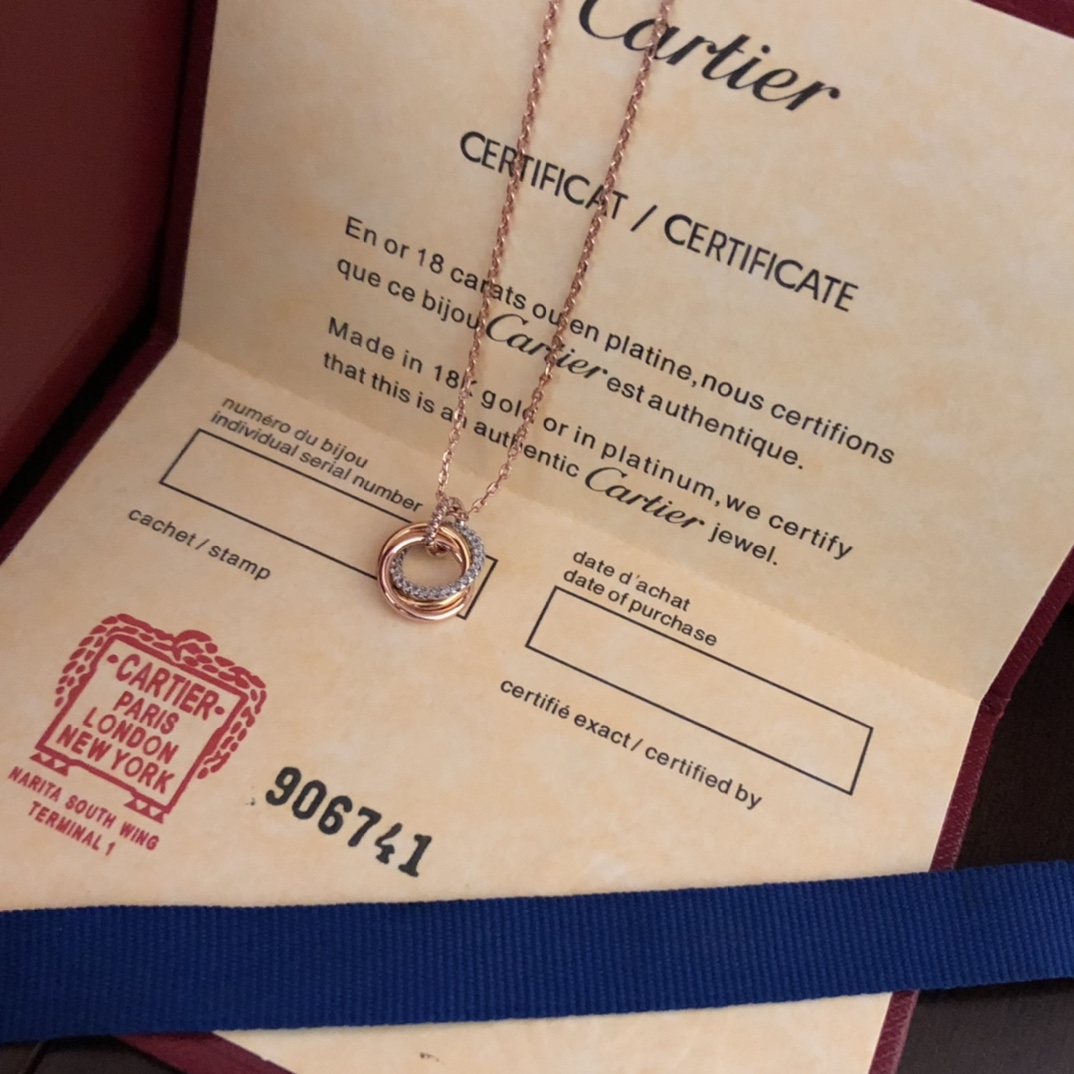 Cartier
CERTIFICAT / CERTIFICATE
En or 18 carats ou en platine, nous certifions
que ce bijou Cartier est authentique.
Made in 18K gold or in platinum, we certify
that this is an authentic Cartier jewel.
numéro du bijou
individual serial number
cachet / stamp
date d'achat
date of purchase
certifié exact / certified by
·CARTIER·
PARIS
LONDON
NEW YORK
NARITA SOUTH WING
TERMINAL 1
906741